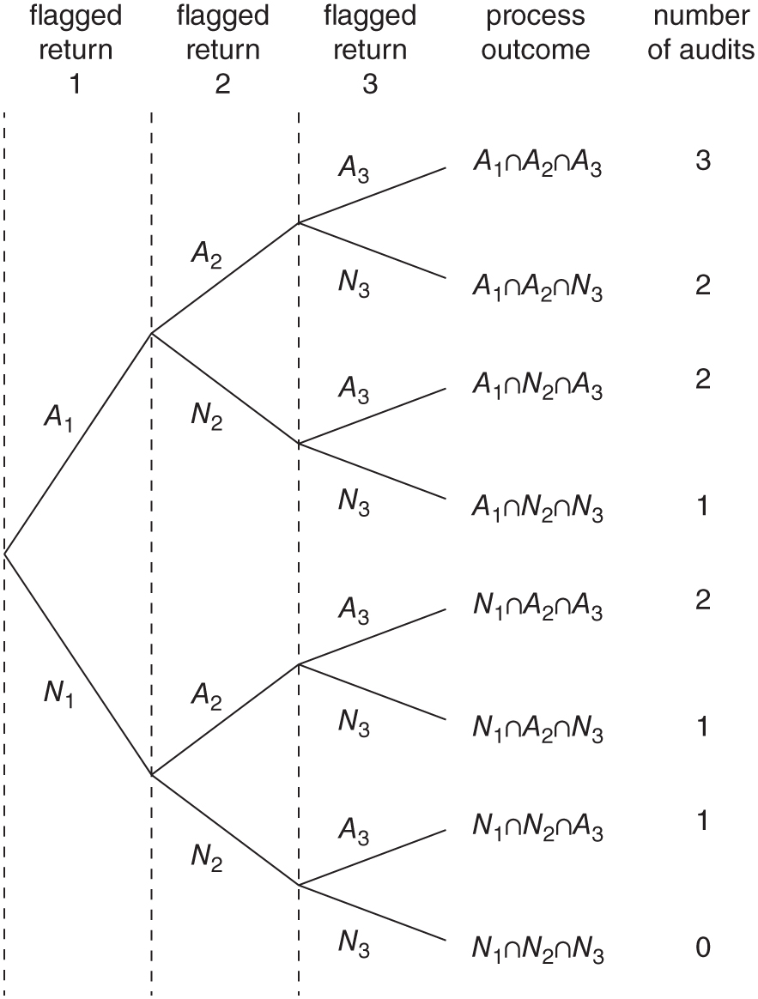 flagged return 1
flagged return 2
flagged return 3
process outcome
number of audits
A₃
A₁∩A₂∩A₃ 3
A₂
N₃
A₁∩A₂∩N₃ 2
A₁
A₃
A₁∩N₂∩A₃ 2
N₂
N₃
A₁∩N₂∩N₃ 1
A₃
N₁∩A₂∩A₃ 2
N₁
A₂
N₃
N₁∩A₂∩N₃ 1
A₃
N₁∩N₂∩A₃ 1
N₂
N₃
N₁∩N₂∩N₃ 0